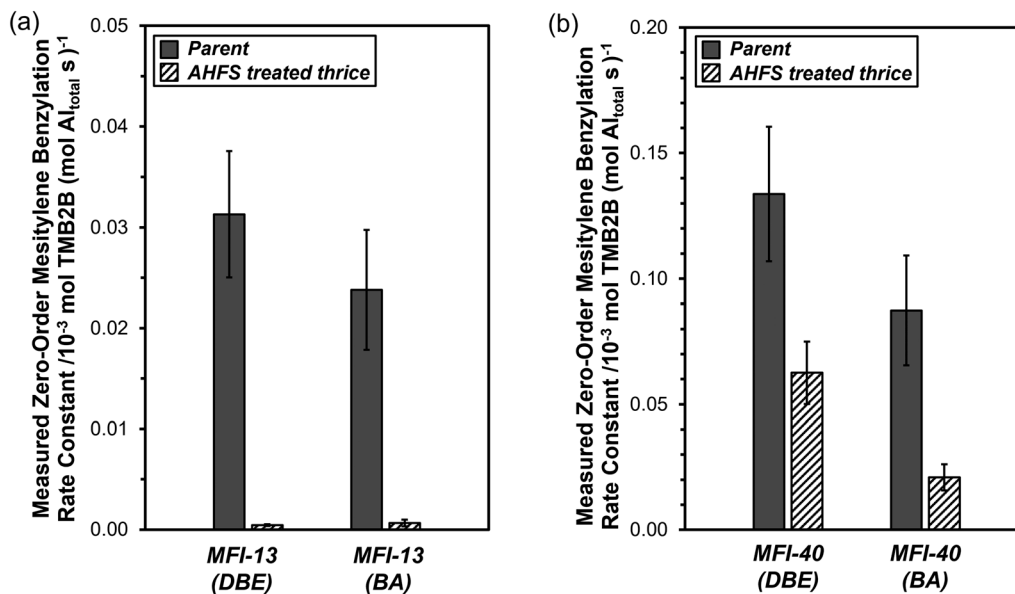 (a)
Measured Zero-Order Mesitylene Benzylation
Rate Constant /10⁻³ mol TMB2B (mol Al_total s)⁻¹
0.05
0.04
0.03
0.02
0.01
0.00
Parent
AHFS treated thrice
MFI-13
(DBE)
MFI-13
(BA)
(b)
Measured Zero-Order Mesitylene Benzylation
Rate Constant /10⁻³ mol TMB2B (mol Al_total s)⁻¹
0.20
0.15
0.10
0.05
0.00
Parent
AHFS treated thrice
MFI-40
(DBE)
MFI-40
(BA)